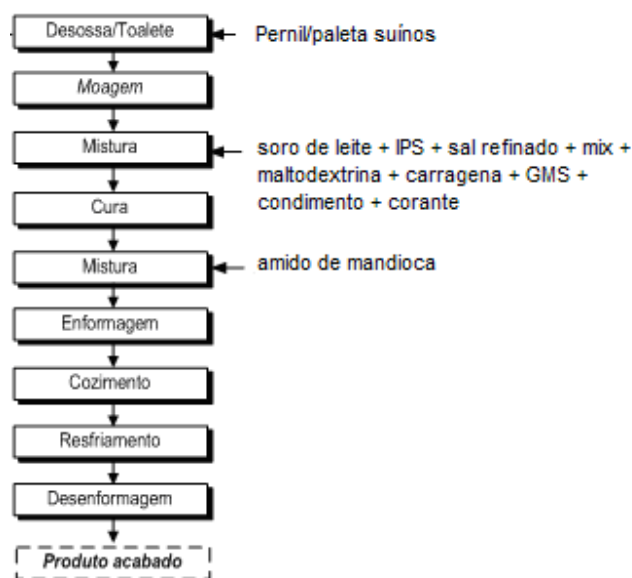 Desossa/Toalete
Pernil/paleta suínos
Moagem
Mistura
soro de leite + IPS + sal refinado + mix +
maltodextrina + carragena + GMS +
condimento + corante
Cura
Mistura
amido de mandioca
Enformagem
Cozimento
Resfriamento
Desenformagem
Produto acabado